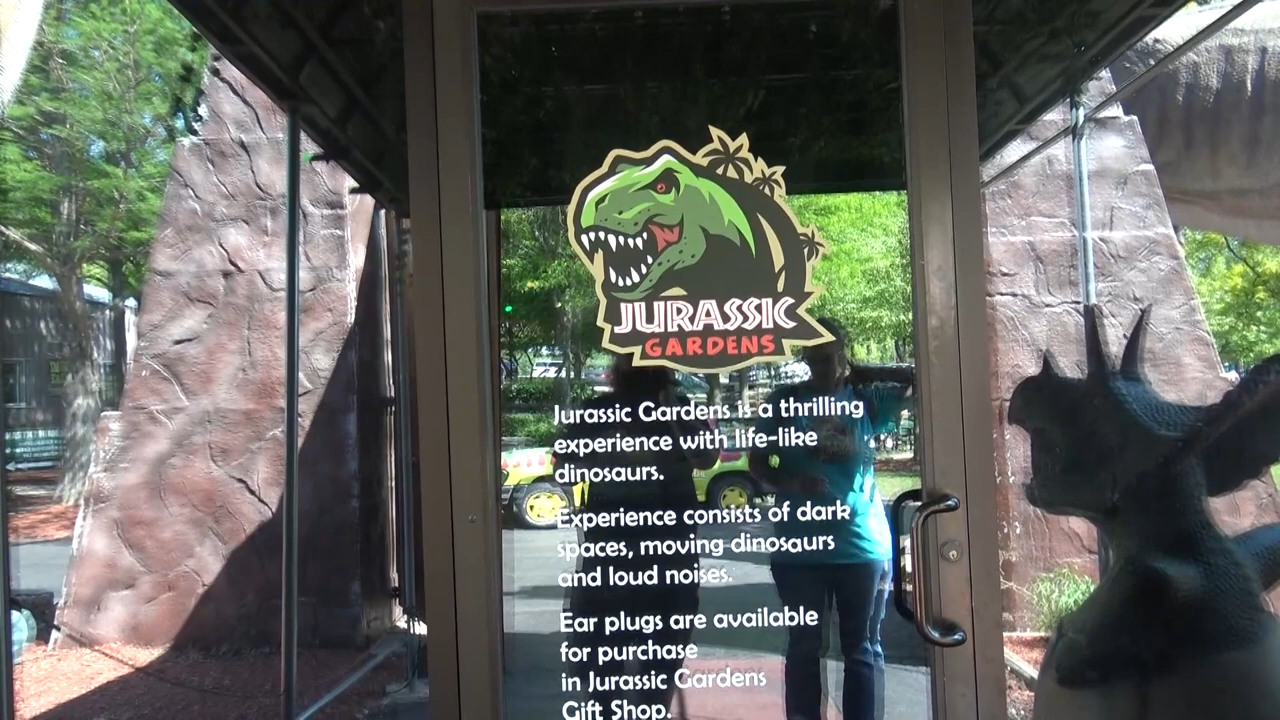 JURASSIC
GARDENS
Jurassic Gardens is a thrilling
experience with life-like
dinosaurs.
Experience consists of dark
spaces, moving dinosaurs
and loud noises.
Ear plugs are available
for purchase
in Jurassic Gardens
Gift Shop.